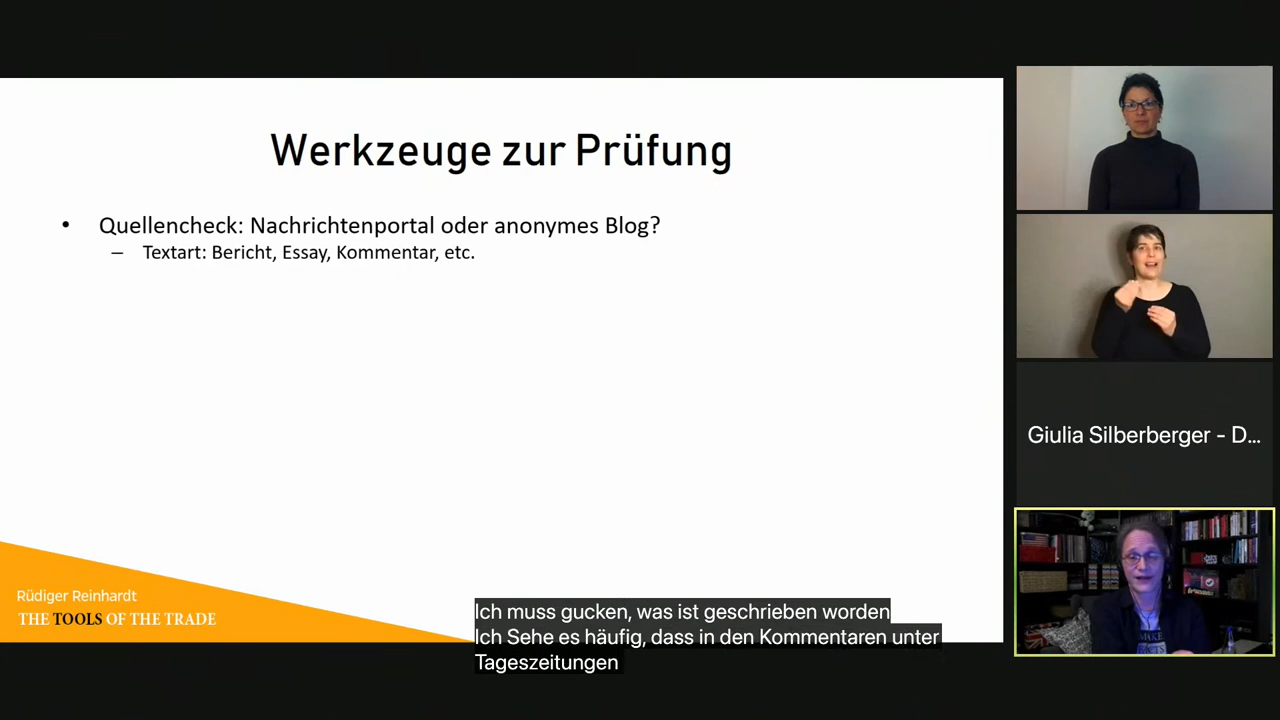 Werkzeuge zur Prüfung
• Quellencheck: Nachrichtenportal oder anonymes Blog?
– Textart: Bericht, Essay, Kommentar, etc.
Rüdiger Reinhardt
THE TOOLS OF THE TRADE
Ich muss gucken, was ist geschrieben worden
Ich Sehe es häufig, dass in den Kommentaren unter
Tageszeitungen
Giulia Silberberger - D...